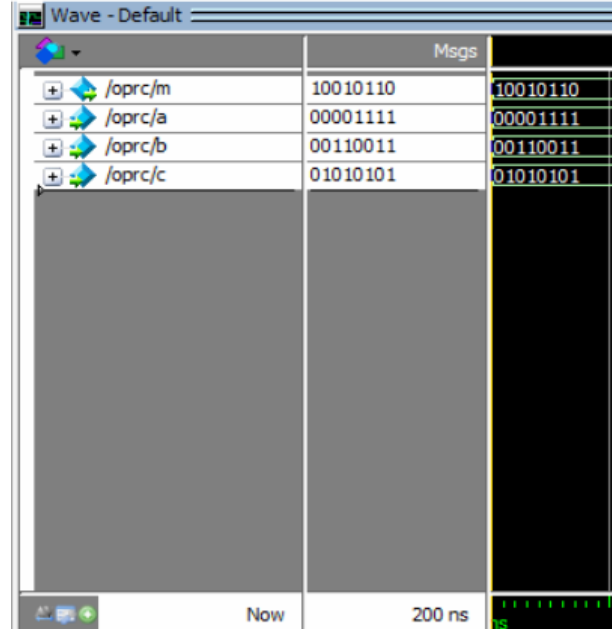 Wave - Default
Msgs
/oprc/m 10010110 10010110
/oprc/a 00001111 00001111
/oprc/b 00110011 00110011
/oprc/c 01010101 01010101
Now 200 ns ns